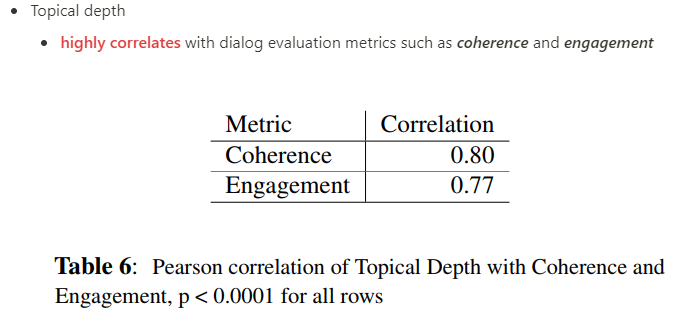 Topical depth
highly correlates with dialog evaluation metrics such as coherence and engagement
Metric Correlation
Coherence 0.80
Engagement 0.77
Table 6: Pearson correlation of Topical Depth with Coherence and
Engagement, p < 0.0001 for all rows